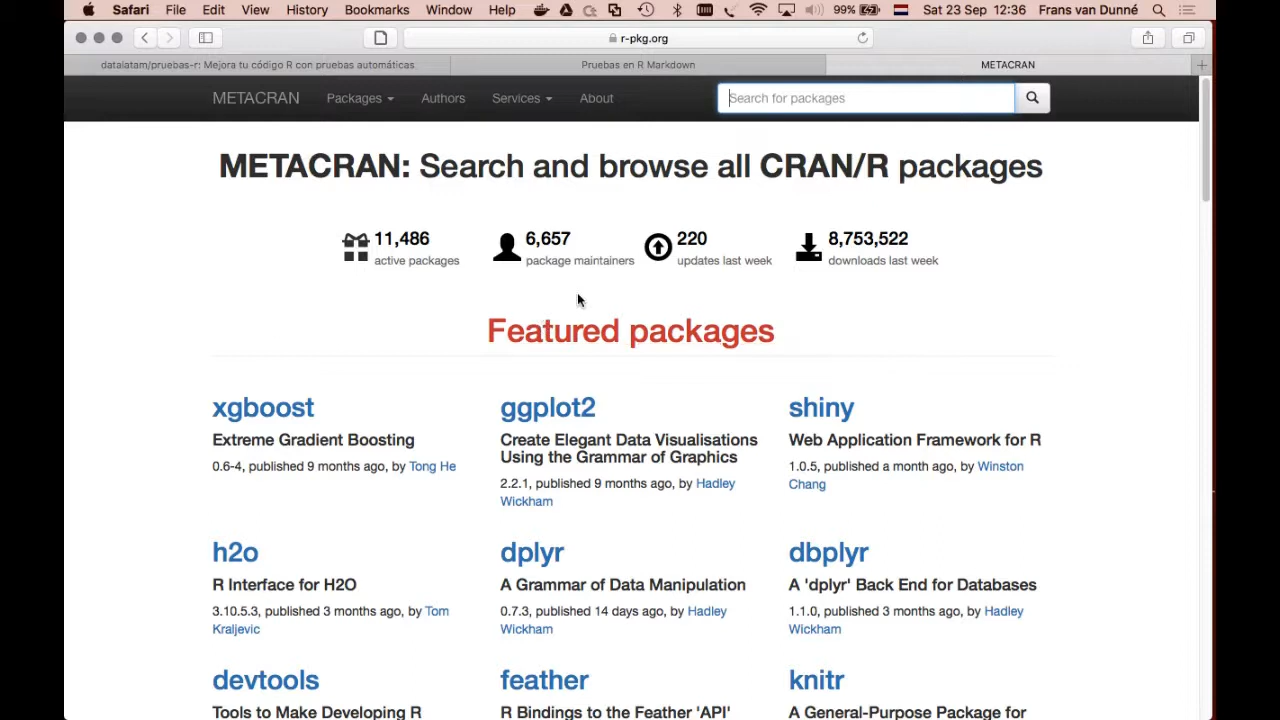 Safari File Edit View History Bookmarks Window Help 99% Sat 23 Sep 12:36 Frans van Dunné
r-pkg.org
datalatam/pruebas-r: Mejora tu código R con pruebas automáticas. Pruebas en R Markdown METACRAN
METACRAN Packages Authors Services About Search for packages
METACRAN: Search and browse all CRAN/R packages
11,486 6,657 220 8,753,522
active packages package maintainers updates last week downloads last week
Featured packages
xgboost ggplot2 shiny
Extreme Gradient Boosting Create Elegant Data Visualisations Web Application Framework for R
Using the Grammar of Graphics
0.6-4, published 9 months ago, by Tong He 1.0.5, published a month ago, by Winston
2.2.1, published 9 months ago, by Hadley Chang
Wickham
h2o dplyr dbplyr
R Interface for H2O A Grammar of Data Manipulation A 'dplyr' Back End for Databases
3.10.5.3, published 3 months ago, by Tom 0.7.3, published 14 days ago, by Hadley 1.1.0, published 3 months ago, by Hadley
Kraljevic Wickham Wickham
devtools feather knitr
Tools to Make Developing R R Bindings to the Feather 'API' A General-Purpose Package for